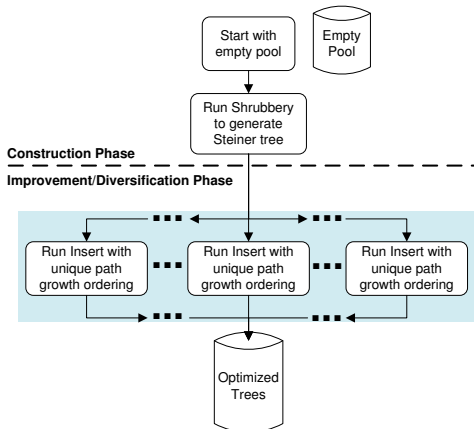 Start with
empty pool
Empty
Pool
Run Shrubbery
to generate
Steiner tree
Construction Phase
Improvement/Diversification Phase
Run Insert with
unique path
growth ordering
Run Insert with
unique path
growth ordering
Run Insert with
unique path
growth ordering
Optimized
Trees